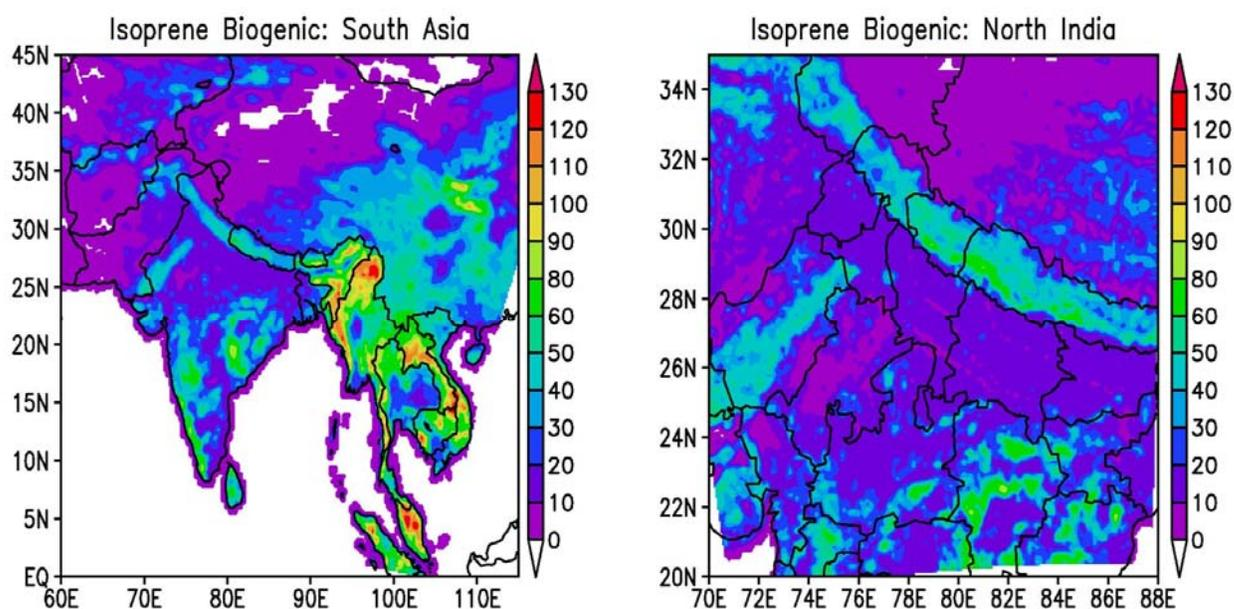 Isoprene Biogenic: South Asia
45N
40N
35N
30N
25N
20N
15N
10N
5N
EQ
60E 70E 80E 90E 100E 110E
130
120
110
100
90
80
60
50
40
30
20
10
0
Isoprene Biogenic: North India
34N
32N
30N
28N
26N
24N
22N
20N
70E 72E 74E 76E 78E 80E 82E 84E 86E 88E
130
120
110
100
90
80
60
50
40
30
20
10
0